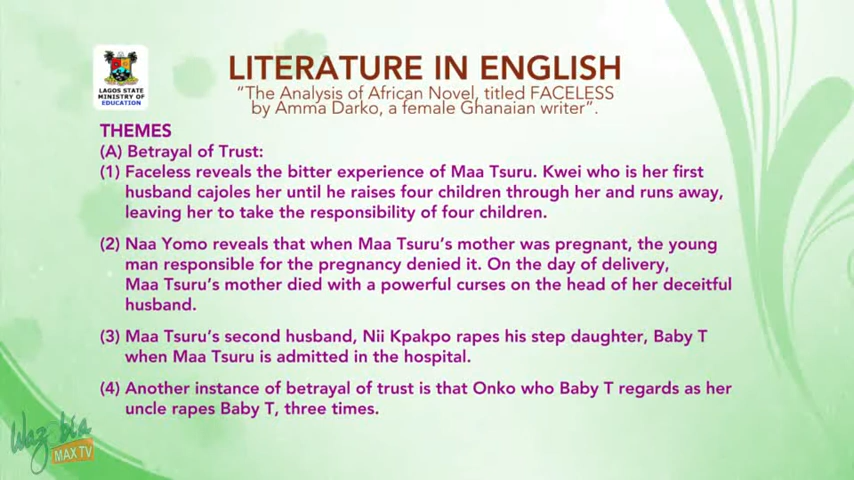 LAGOS STATE
MINISTRY OF
EDUCATION
LITERATURE IN ENGLISH
“The Analysis of African Novel, titled FACELESS
by Amma Darko, a female Ghanaian writer”.
THEMES
(A) Betrayal of Trust:
(1) Faceless reveals the bitter experience of Maa Tsuru. Kwei who is her first
husband cajoles her until he raises four children through her and runs away,
leaving her to take the responsibility of four children.
(2) Naa Yomo reveals that when Maa Tsuru’s mother was pregnant, the young
man responsible for the pregnancy denied it. On the day of delivery,
Maa Tsuru’s mother died with a powerful curses on the head of her deceitful
husband.
(3) Maa Tsuru’s second husband, Nii Kpakpo rapes his step daughter, Baby T
when Maa Tsuru is admitted in the hospital.
(4) Another instance of betrayal of trust is that Onko who Baby T regards as her
uncle rapes Baby T, three times.
Wazobia
MAX TV